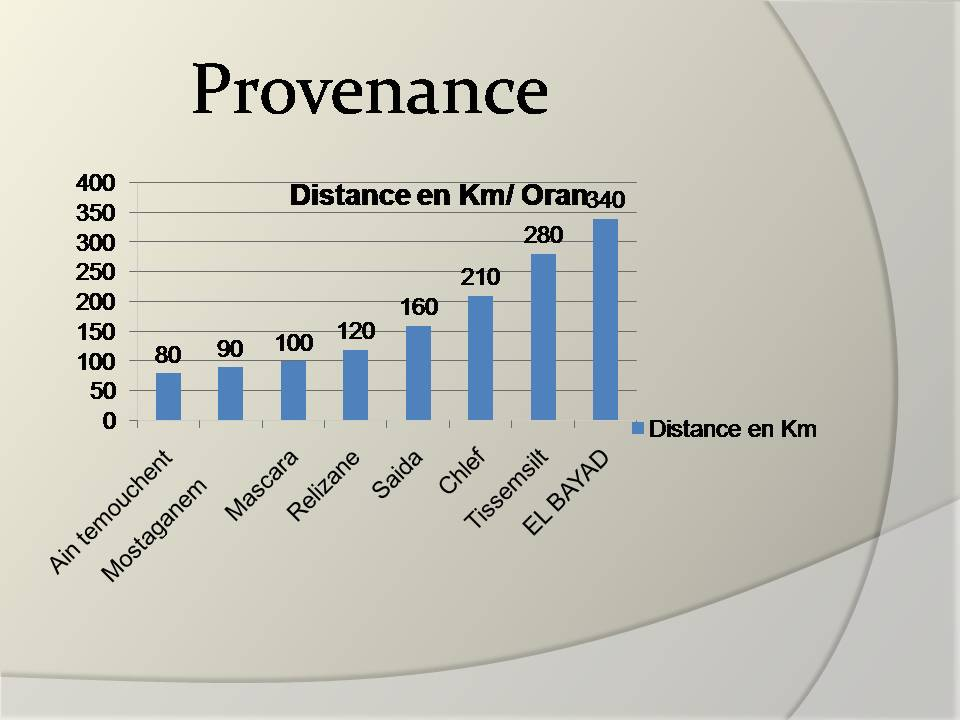 Provenance
Distance en Km/ Oran
400
350
300
250
200
150
100
50
0
80
90
100
120
160
210
280
340
Ain temouchent
Mostaganem
Mascara
Relizane
Saida
Chlef
Tissemsilt
EL BAYAD
Distance en Km